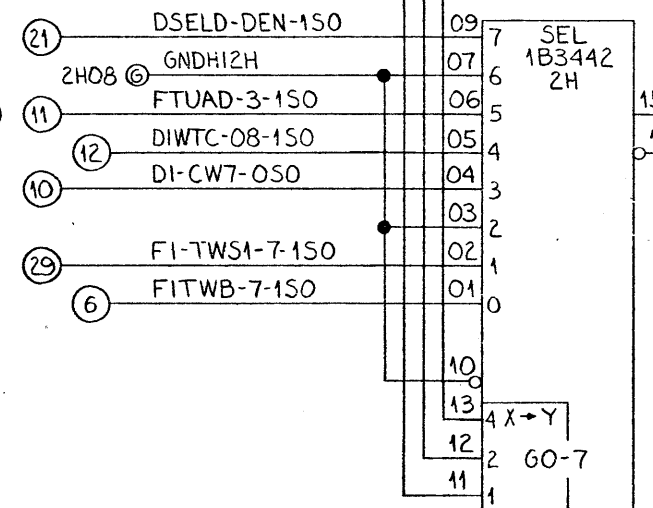 21 DSELD-DEN-1SO 09 7 SEL
1B3442
2H
2H08 G GNDHI2H 07 6
11 FTUAD-3-1SO 06 5 15
12 DIWTC-08-1SO 05 4
10 DI-CW7-OSO 04 3
03 2
29 FI-TWS1-7-1SO 02 1
6 FITWB-7-1SO 01 0
10
13 4 X→Y
12 2 GO-7
11 1